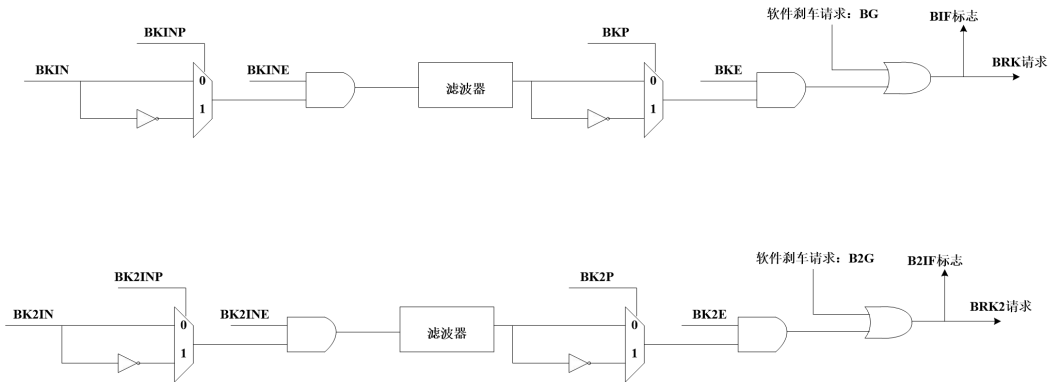 软件刹车请求：BG
BIF标志
BKINP
BKP
BRK 请求
BKIN
0
BKINE
滤波器
0
BKE
1
1
软件刹车请求：B2G
B2IF标志
BK2INP
BK2P
BRK2请求
BK2IN
0
BK2INE
滤波器
0
BK2E
1
1